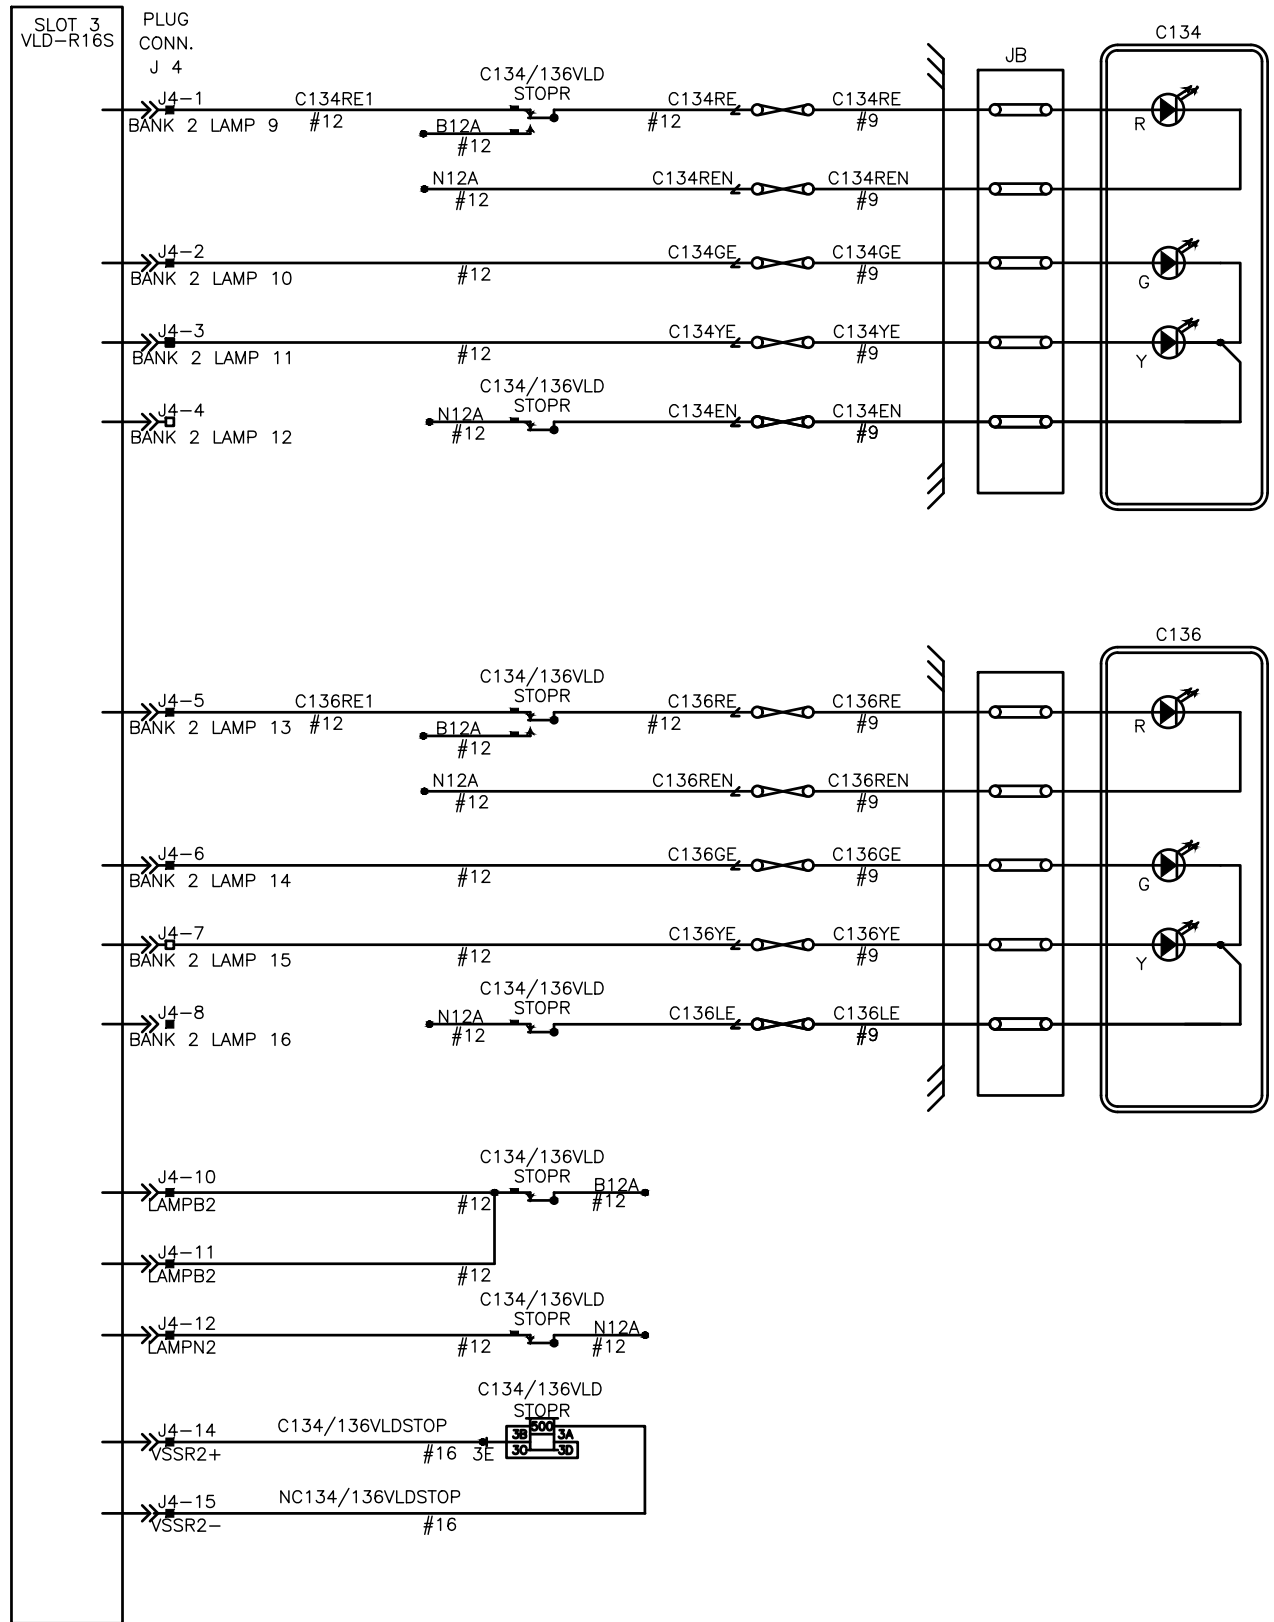 SLOT 3
VLD-R16S
PLUG
CONN.
J 4
C134
JB
C134/136VLD
STOPR
J4-1
C134RE1
C134RE
C134RE
BANK 2 LAMP 9
#12
B12A
#12
#12
#9
R
N12A
#12
C134REN
C134REN
#9
J4-2
BANK 2 LAMP 10
#12
C134GE
C134GE
#9
G
J4-3
BANK 2 LAMP 11
#12
C134YE
C134YE
#9
Y
C134/136VLD
STOPR
J4-4
BANK 2 LAMP 12
N12A
#12
C134EN
C134EN
#9
C136
C134/136VLD
STOPR
J4-5
C136RE1
C136RE
C136RE
BANK 2 LAMP 13
#12
B12A
#12
#12
#9
R
N12A
#12
C136REN
C136REN
#9
J4-6
BANK 2 LAMP 14
#12
C136GE
C136GE
#9
G
J4-7
BANK 2 LAMP 15
#12
C136YE
C136YE
#9
Y
C134/136VLD
STOPR
J4-8
BANK 2 LAMP 16
N12A
#12
C136LE
C136LE
#9
C134/136VLD
STOPR
J4-10
LAMPB2
#12
B12A
#12
J4-11
LAMPB2
#12
C134/136VLD
STOPR
J4-12
LAMPN2
#12
N12A
#12
C134/136VLD
STOPR
J4-14
C134/136VLDSTOP
VSSR2+
#16
3E
500
3B
3A
3C
3D
J4-15
NC134/136VLDSTOP
VSSR2-
#16